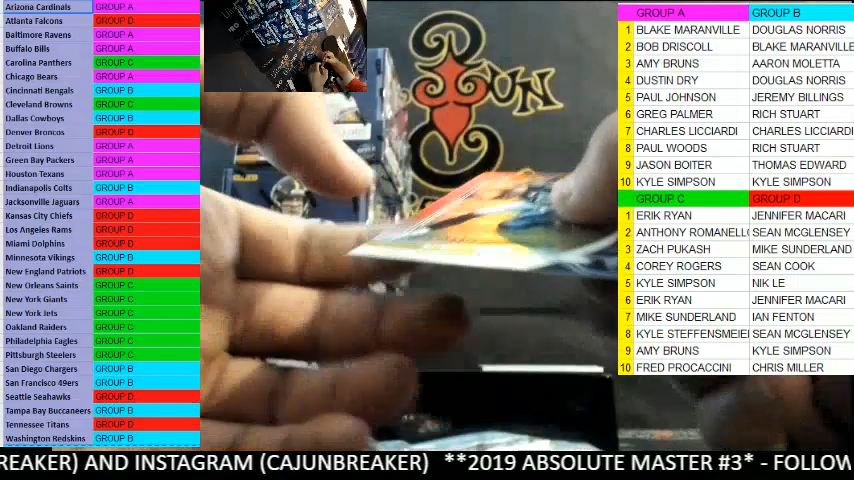 Arizona Cardinals GROUP A
Atlanta Falcons GROUP D
Baltimore Ravens GROUP A
Buffalo Bills GROUP A
Carolina Panthers GROUP C
Chicago Bears GROUP A
Cincinnati Bengals GROUP B
Cleveland Browns GROUP C
Dallas Cowboys GROUP B
Denver Broncos GROUP D
Detroit Lions GROUP A
Green Bay Packers GROUP A
Houston Texans GROUP A
Indianapolis Colts GROUP B
Jacksonville Jaguars GROUP A
Kansas City Chiefs GROUP D
Los Angeles Rams GROUP D
Miami Dolphins GROUP D
Minnesota Vikings GROUP B
New England Patriots GROUP D
New Orleans Saints GROUP C
New York Giants GROUP C
New York Jets GROUP C
Oakland Raiders GROUP C
Philadelphia Eagles GROUP C
Pittsburgh Steelers GROUP C
San Diego Chargers GROUP B
San Francisco 49ers GROUP B
Seattle Seahawks GROUP D
Tampa Bay Buccaneers GROUP B
Tennessee Titans GROUP D
Washington Redskins GROUP B
GROUP A GROUP B
1 BLAKE MARANVILLE DOUGLAS NORRIS
2 BOB DRISCOLL BLAKE MARANVILLE
3 AMY BRUNS AARON MOLETTA
4 DUSTIN DRY DOUGLAS NORRIS
5 PAUL JOHNSON JEREMY BILLINGS
6 GREG PALMER RICH STUART
7 CHARLES LICCIARDI CHARLES LICCIARDI
8 PAUL WOODS RICH STUART
9 JASON BOITER THOMAS EDWARD
10 KYLE SIMPSON KYLE SIMPSON
GROUP C GROUP D
1 ERIK RYAN JENNIFER MACARI
2 ANTHONY ROMANELLO SEAN MCGLENSEY
3 ZACH PUKASH MIKE SUNDERLAND
4 COREY ROGERS SEAN COOK
5 KYLE SIMPSON NIK LE
6 ERIK RYAN JENNIFER MACARI
7 MIKE SUNDERLAND IAN FENTON
8 KYLE STEFFENSMEIE SEAN MCGLENSEY
9 AMY BRUNS KYLE SIMPSON
10 FRED PROCACCINI CHRIS MILLER
REAKER) AND INSTAGRAM (CAJUNBREAKER) **2019 ABSOLUTE MASTER #3* - FOLLOW